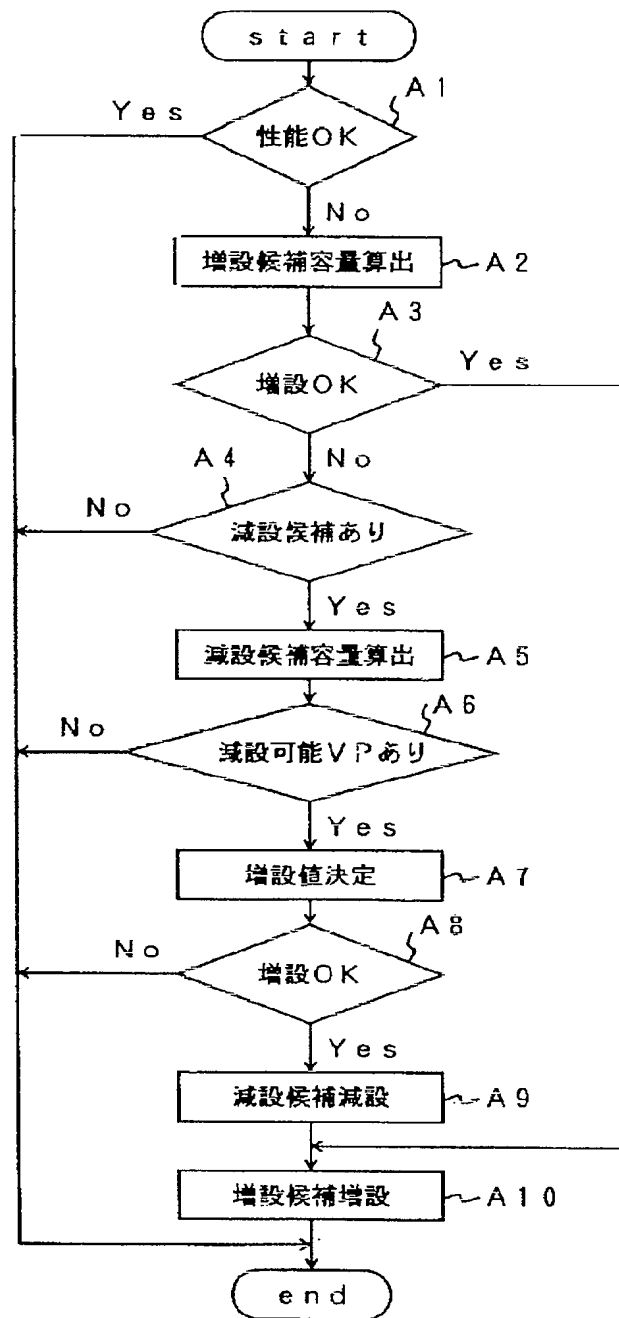 start
A1
Yes
性能OK
No
増設候補容量算出
A2
A3
Yes
増設OK
No
A4
No
減設候補あり
Yes
減設候補容量算出
A5
A6
No
減設可能VPあり
Yes
増設値決定
A7
A8
No
増設OK
Yes
減設候補減設
A9
増設候補増設
A10
end